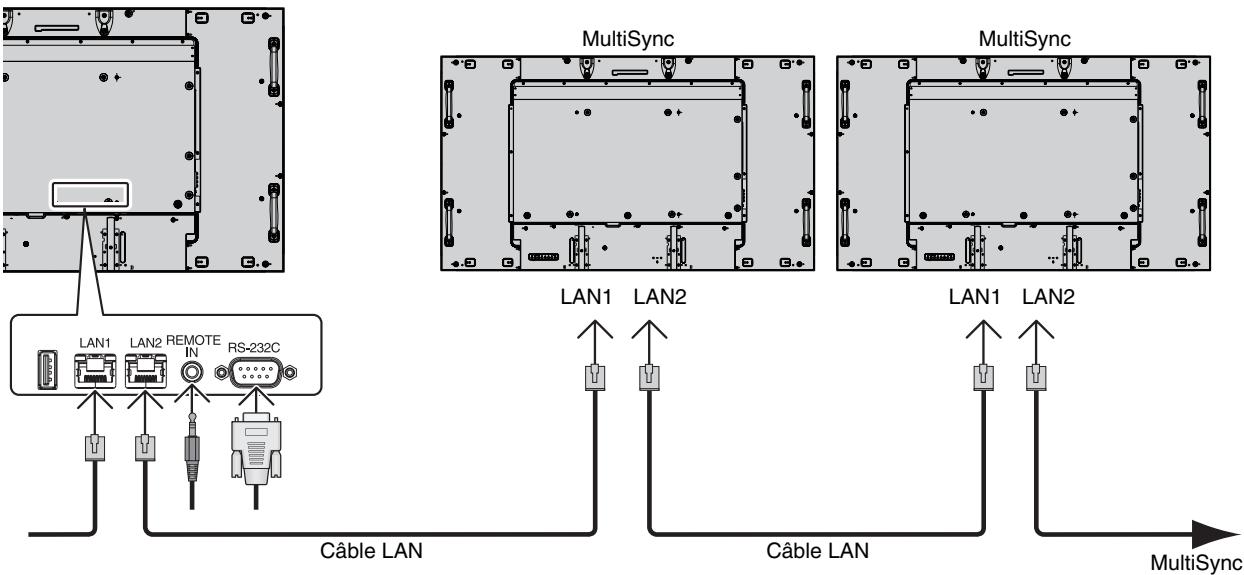 MultiSync
MultiSync
LAN1 LAN2
LAN1 LAN2
LAN1 LAN2 REMOTE IN RS-232C
Câble LAN
Câble LAN
MultiSync